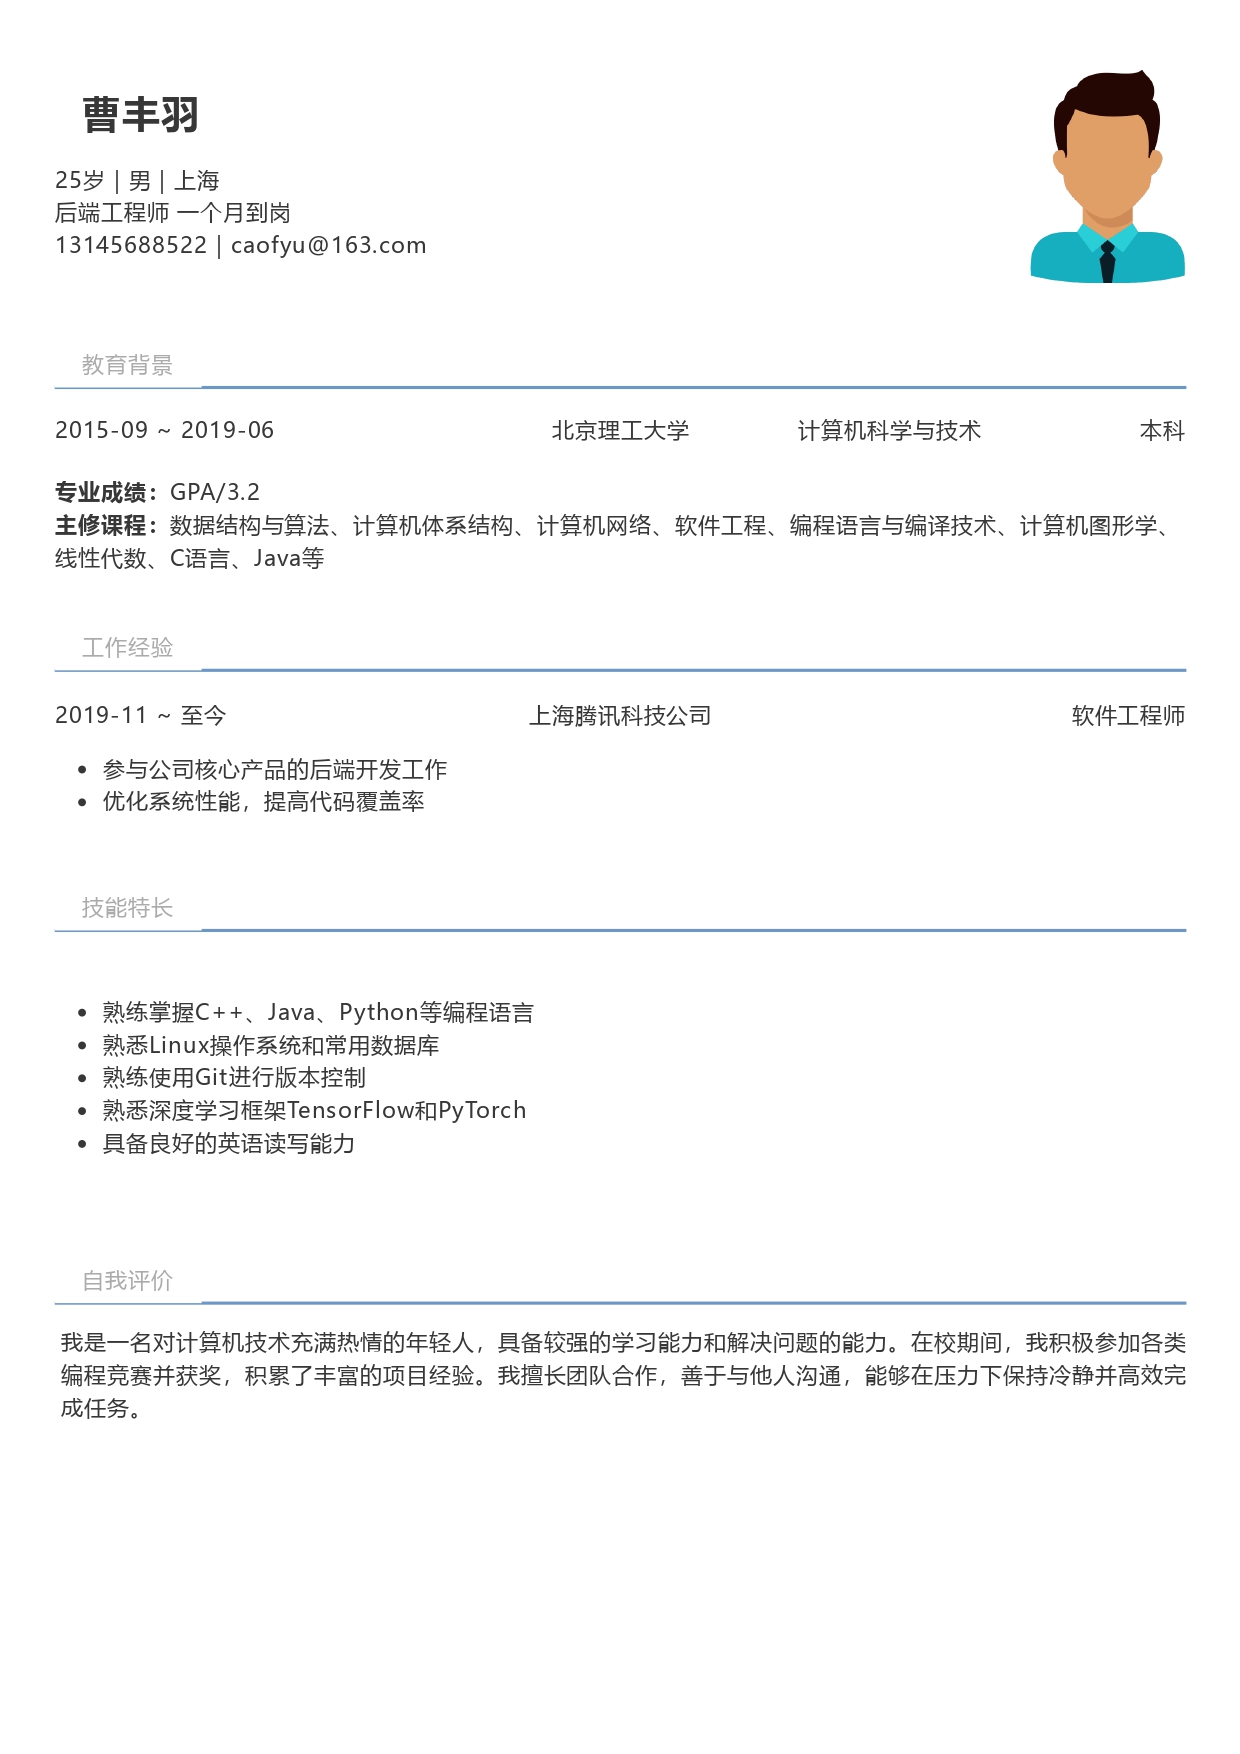 曹丰羽
25岁 | 男 | 上海
后端工程师 一个月到岗
13145688522 | caofyu@163.com
教育背景
2015-09 ~ 2019-06 北京理工大学 计算机科学与技术 本科
专业成绩：GPA/3.2
主修课程：数据结构与算法、计算机体系结构、计算机网络、软件工程、编程语言与编译技术、计算机图形学、
线性代数、C语言、Java等
工作经验
2019-11 ~ 至今 上海腾讯科技公司 软件工程师
• 参与公司核心产品的后端开发工作
• 优化系统性能，提高代码覆盖率
技能特长
• 熟练掌握C++、Java、Python等编程语言
• 熟悉Linux操作系统和常用数据库
• 熟练使用Git进行版本控制
• 熟悉深度学习框架TensorFlow和PyTorch
• 具备良好的英语读写能力
自我评价
我是一名对计算机技术充满热情的年轻人，具备较强的学习能力和解决问题的能力。在校期间，我积极参加各类
编程竞赛并获奖，积累了丰富的项目经验。我擅长团队合作，善于与他人沟通，能够在压力下保持冷静并高效完
成任务。